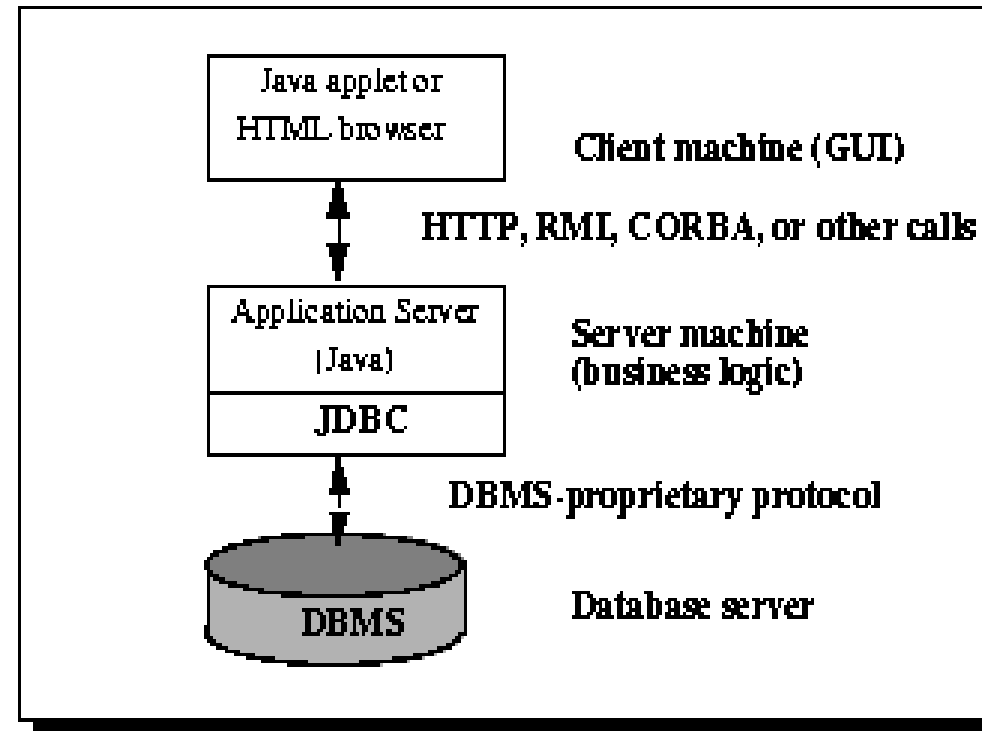 Java applet or
HTML browser
Client machine (GUI)
HTTP, RMI, CORBA, or other calls
Application Server
(Java)
Server machine
(business logic)
JDBC
DBMS-proprietary protocol
DBMS
Database server